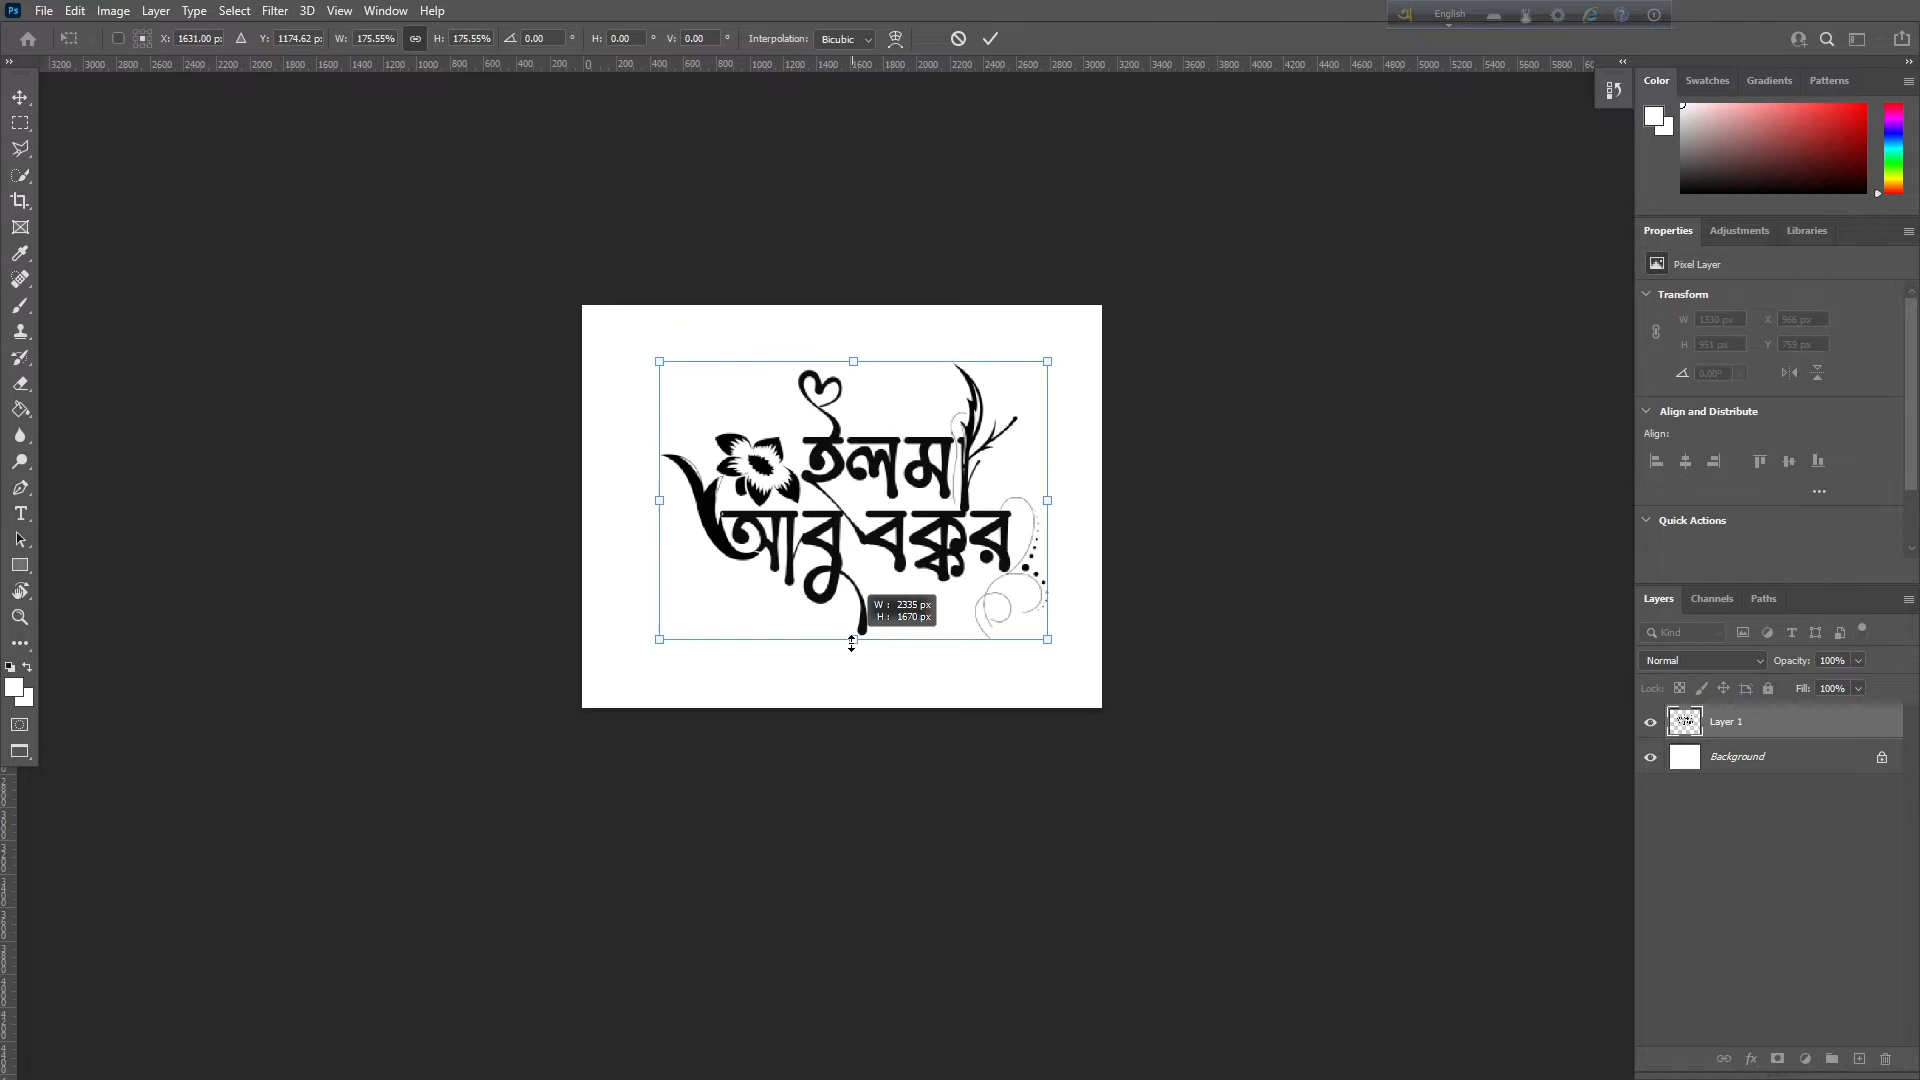 Ps File Edit Image Layer Type Select Filter 3D View Window Help
English
X: 1631.00 px Y: 1174.62 px W: 175.55% H: 175.55% 0.00 ° H: 0.00 ° V: 0.00 ° Interpolation: Bicubic
3200 3000 2800 2600 2400 2200 2000 1800 1600 1400 1200 1000 800 600 400 200 0 200 400 600 800 1000 1200 1400 1600 1800 2000 2200 2400 2600 2800 3000 3200 3400 3600 3800 4000 4200 4400 4600 4800 5000 5200 5400 5600 5800
Color Swatches Gradients Patterns
Properties Adjustments Libraries
Pixel Layer
Transform
W 1330 px X 966 px
H 951 px Y 759 px
0.00°
Align and Distribute
Align:
Quick Actions
ইলমা
আবু বক্কর
W : 2335 px
H : 1670 px
Layers Channels Paths
Kind
Normal Opacity: 100%
Lock: Fill: 100%
Layer 1
Background